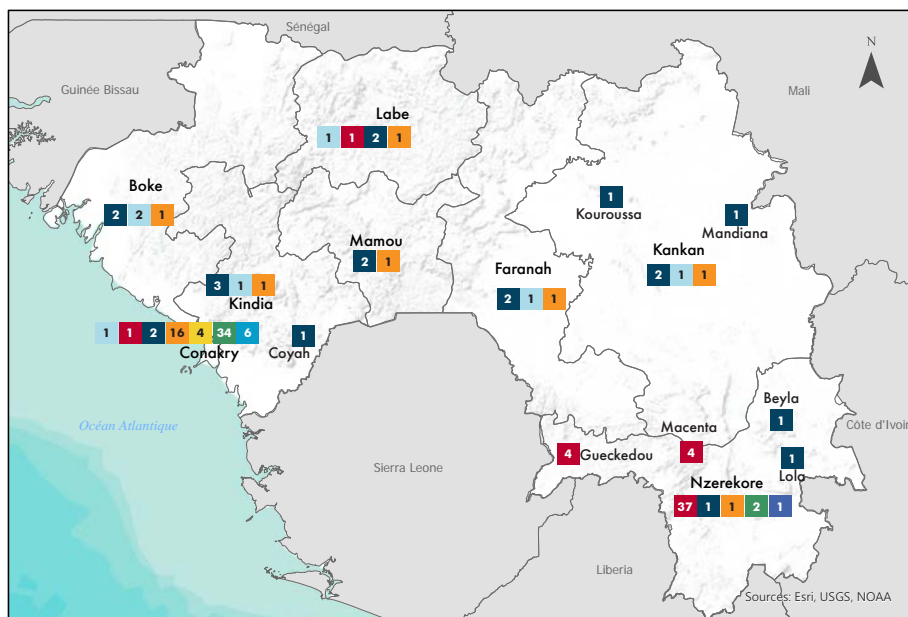 Sénégal
N
Guinée Bissau
Mali
Labe
1 1 2 1
Boke
2 2 1
1
Kouroussa
1
Mandiana
Mamou
2 1
Kankan
2 1 1
Faranah
2 1 1
3 1 1
Kindia
1 1 2 16 4 34 6
Conakry
1
Coyah
Beyla
1
Océan Atlantique
Côte d'Ivoir
Macenta
4
4 Gueckedou
1
Lola
Sierra Leone
Nzerekore
37 1 1 2 1
Liberia
Sources: Esri, USGS, NOAA